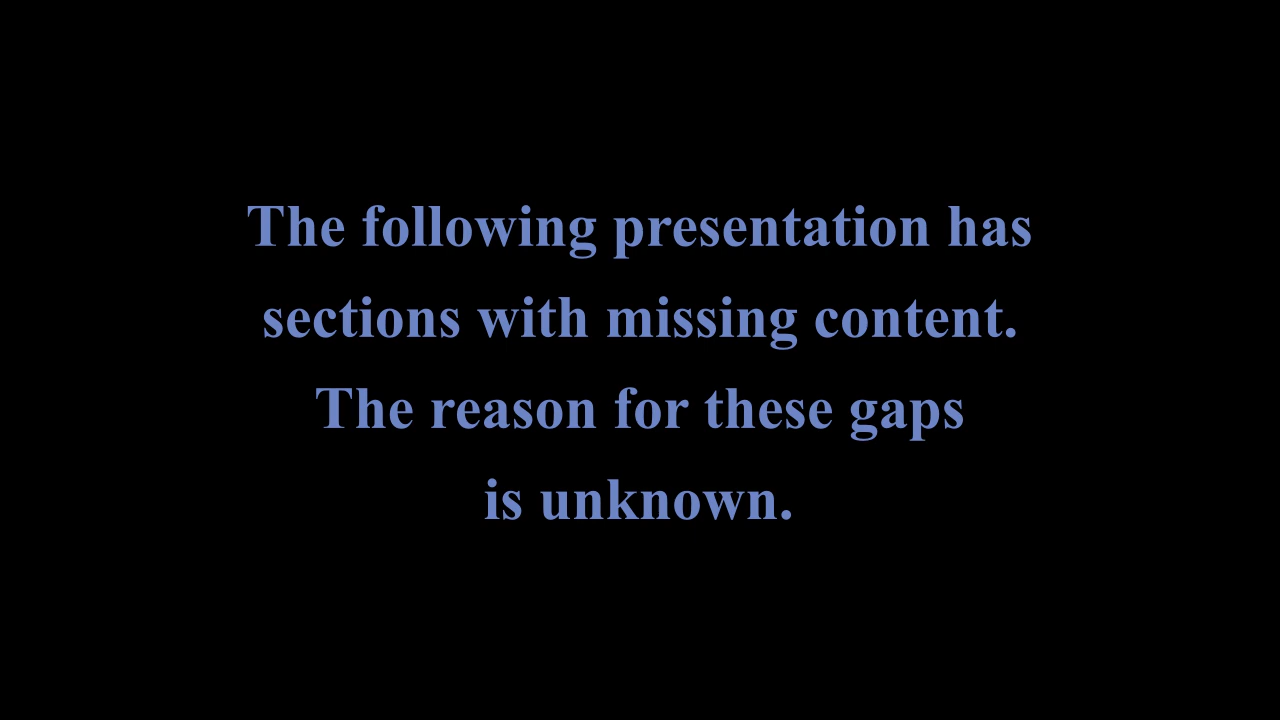 The following presentation has
sections with missing content.
The reason for these gaps
is unknown.